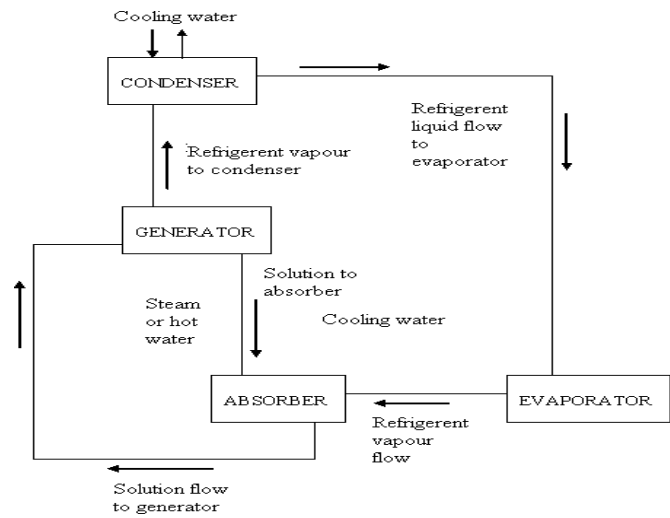 Cooling water
CONDENSER
Refrigerent
liquid flow
to
evaporator
Refrigerent vapour
to condenser
GENERATOR
Solution to
absorber
Steam
or hot
water
Cooling water
ABSORBER
EVAPORATOR
Refrigerent
vapour
flow
Solution flow
to generator